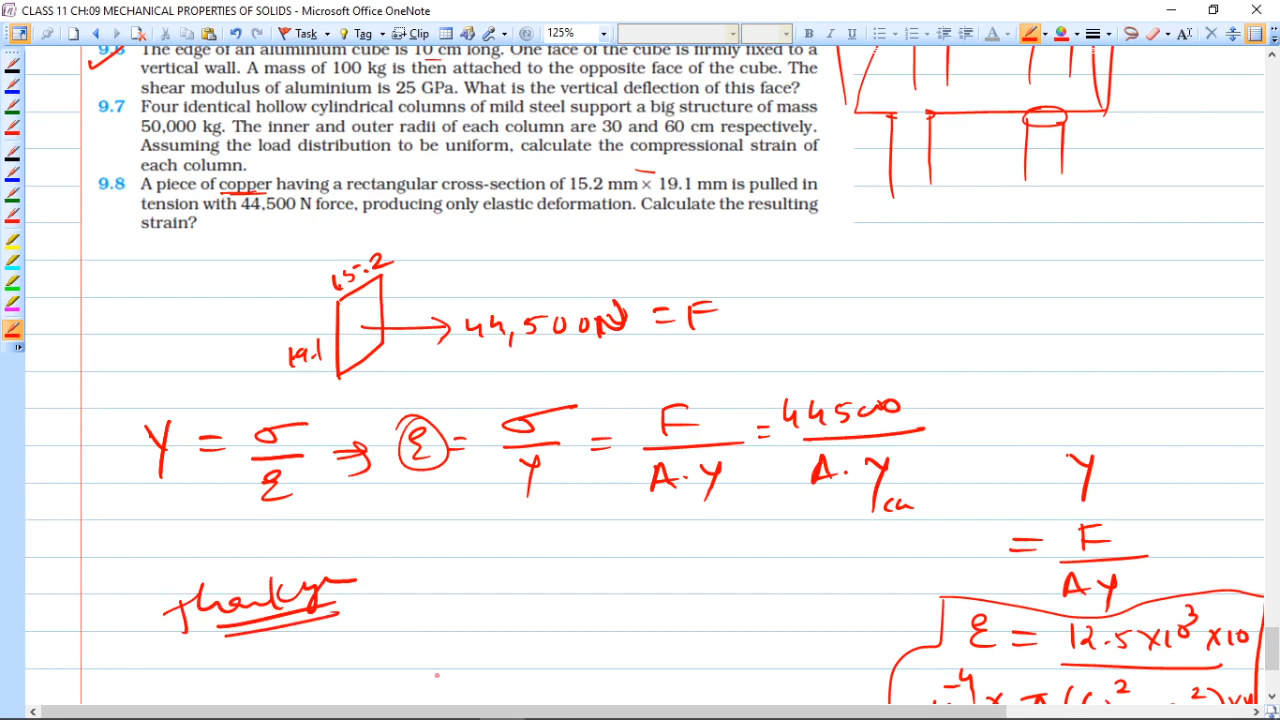 CLASS 11 CH:09 MECHANICAL PROPERTIES OF SOLIDS - Microsoft Office OneNote
Task Tag Clip 125% B I U
9.6 The edge of an aluminium cube is 10 cm long. One face of the cube is firmly fixed to a
vertical wall. A mass of 100 kg is then attached to the opposite face of the cube. The
shear modulus of aluminium is 25 GPa. What is the vertical deflection of this face?
9.7 Four identical hollow cylindrical columns of mild steel support a big structure of mass
50,000 kg. The inner and outer radii of each column are 30 and 60 cm respectively.
Assuming the load distribution to be uniform, calculate the compressional strain of
each column.
9.8 A piece of copper having a rectangular cross-section of 15.2 mm × 19.1 mm is pulled in
tension with 44,500 N force, producing only elastic deformation. Calculate the resulting
strain?
15.2
19.1
44,500N = F
Y = σ/ε ⇒ ε = σ/Y = F/A.Y = 44500/A.Ycu
Y
= F/AY
Thank you
ε = 12.5×10³×10